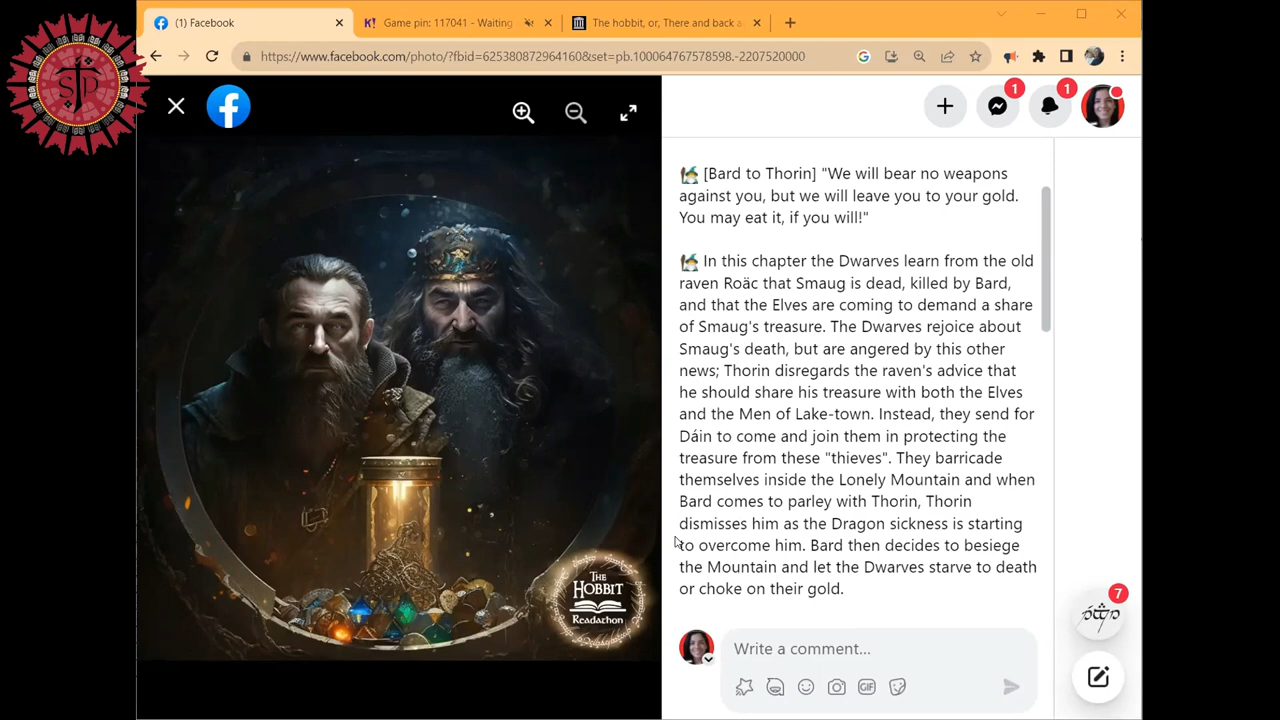 (1) Facebook
Game pin: 117041 - Waiting
The hobbit, or, There and back a
https://www.facebook.com/photo/?fbid=625380872964160&set=pb.100064767578598.-2207520000
1
1
[Bard to Thorin] "We will bear no weapons
against you, but we will leave you to your gold.
You may eat it, if you will!"
In this chapter the Dwarves learn from the old
raven Roäc that Smaug is dead, killed by Bard,
and that the Elves are coming to demand a share
of Smaug's treasure. The Dwarves rejoice about
Smaug's death, but are angered by this other
news; Thorin disregards the raven's advice that
he should share his treasure with both the Elves
and the Men of Lake-town. Instead, they send for
Dáin to come and join them in protecting the
treasure from these "thieves". They barricade
themselves inside the Lonely Mountain and when
Bard comes to parley with Thorin, Thorin
dismisses him as the Dragon sickness is starting
to overcome him. Bard then decides to besiege
the Mountain and let the Dwarves starve to death
or choke on their gold.
THE
HOBBIT
Readathon
7
Write a comment...
GIF